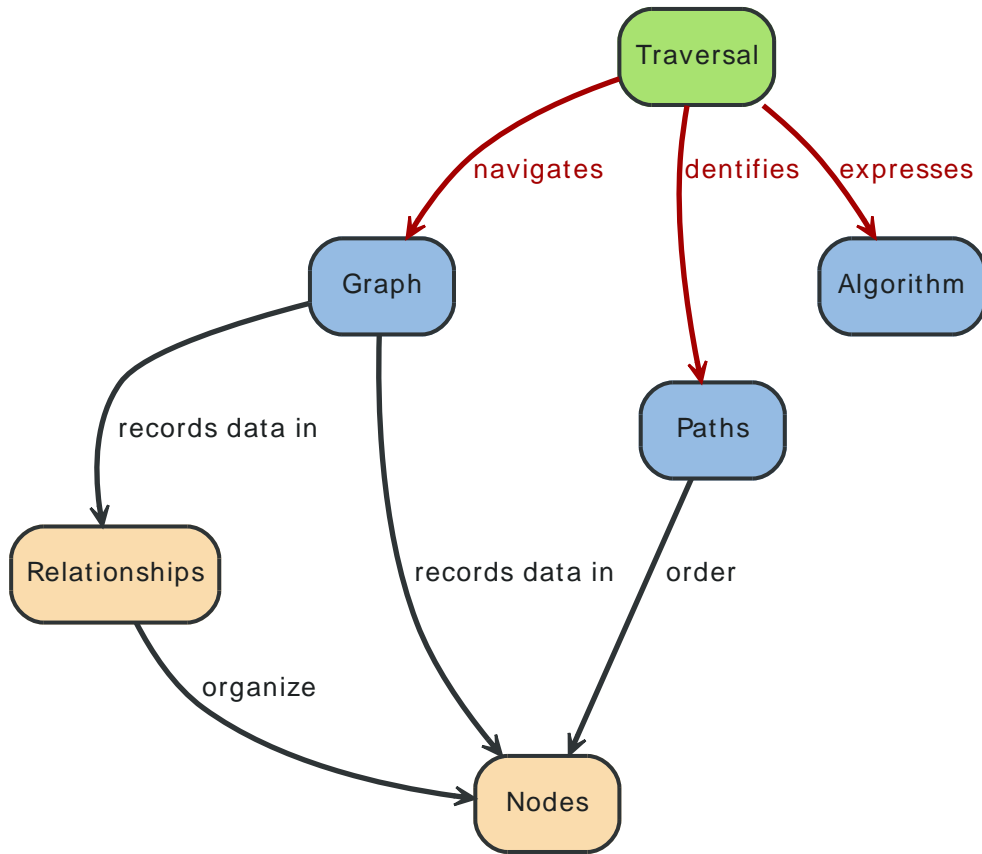 Traversal
navigates
dentifies
expresses
Graph
Algorithm
records data in
Paths
Relationships
records data in
order
organize
Nodes